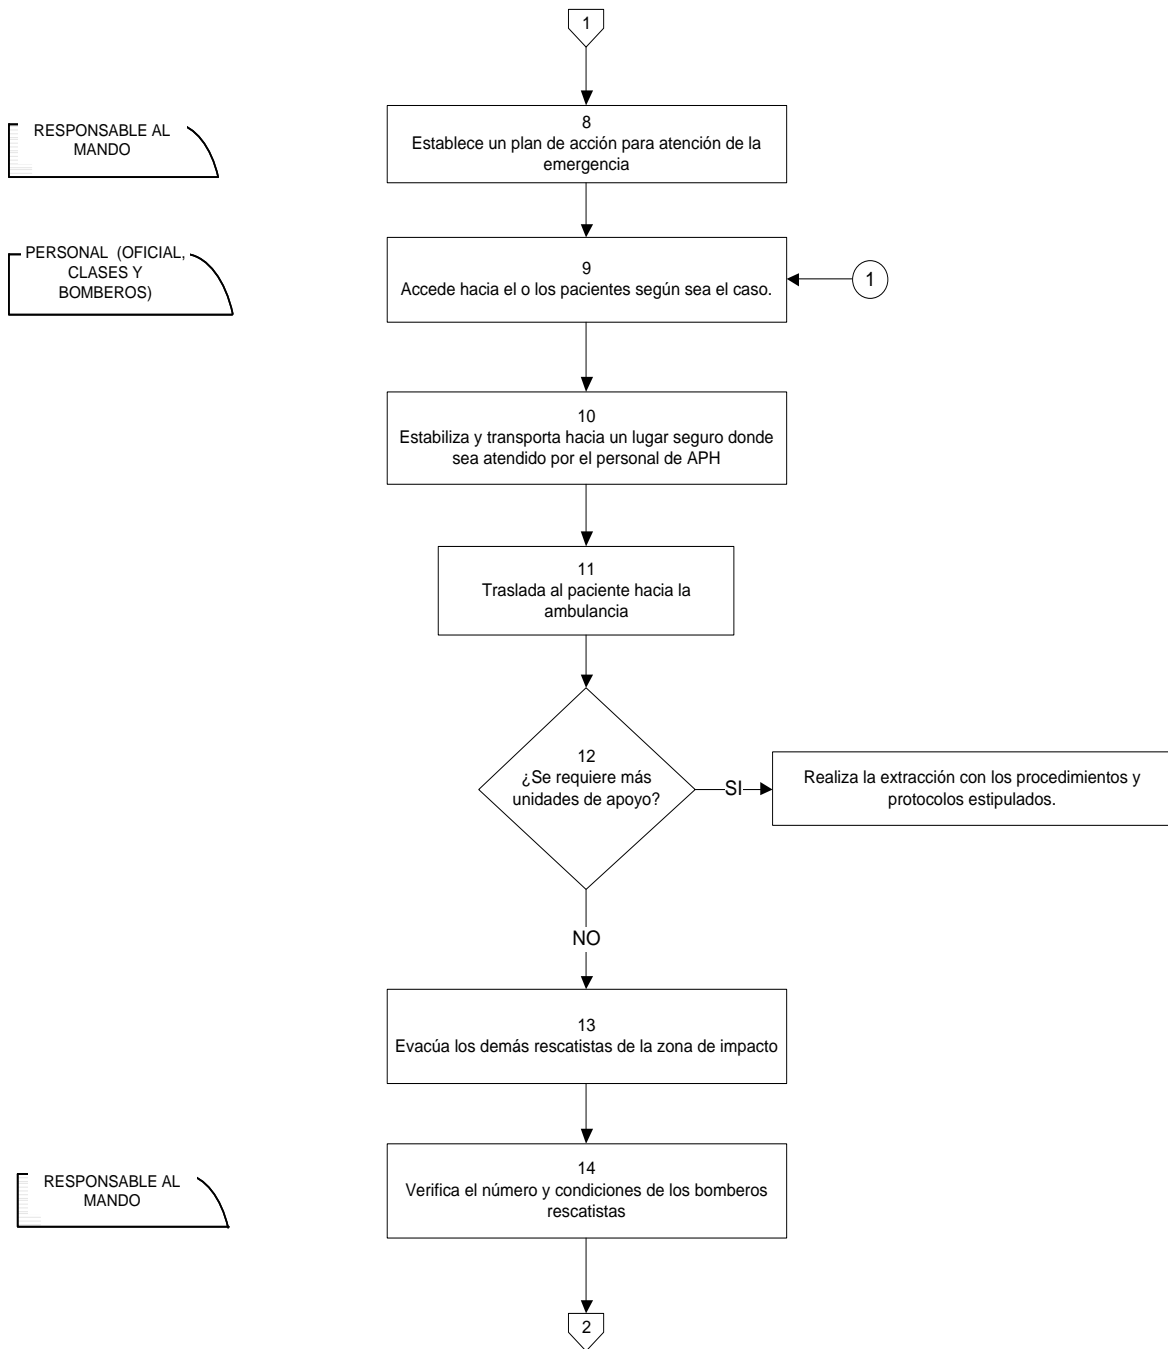 1
RESPONSABLE AL
MANDO
8
Establece un plan de acción para atención de la
emergencia
PERSONAL (OFICIAL,
CLASES Y
BOMBEROS)
9
Accede hacia el o los pacientes según sea el caso.
1
10
Estabiliza y transporta hacia un lugar seguro donde
sea atendido por el personal de APH
11
Traslada al paciente hacia la
ambulancia
12
¿Se requiere más
unidades de apoyo?
SI
Realiza la extracción con los procedimientos y
protocolos estipulados.
NO
13
Evacúa los demás rescatistas de la zona de impacto
RESPONSABLE AL
MANDO
14
Verifica el número y condiciones de los bomberos
rescatistas
2